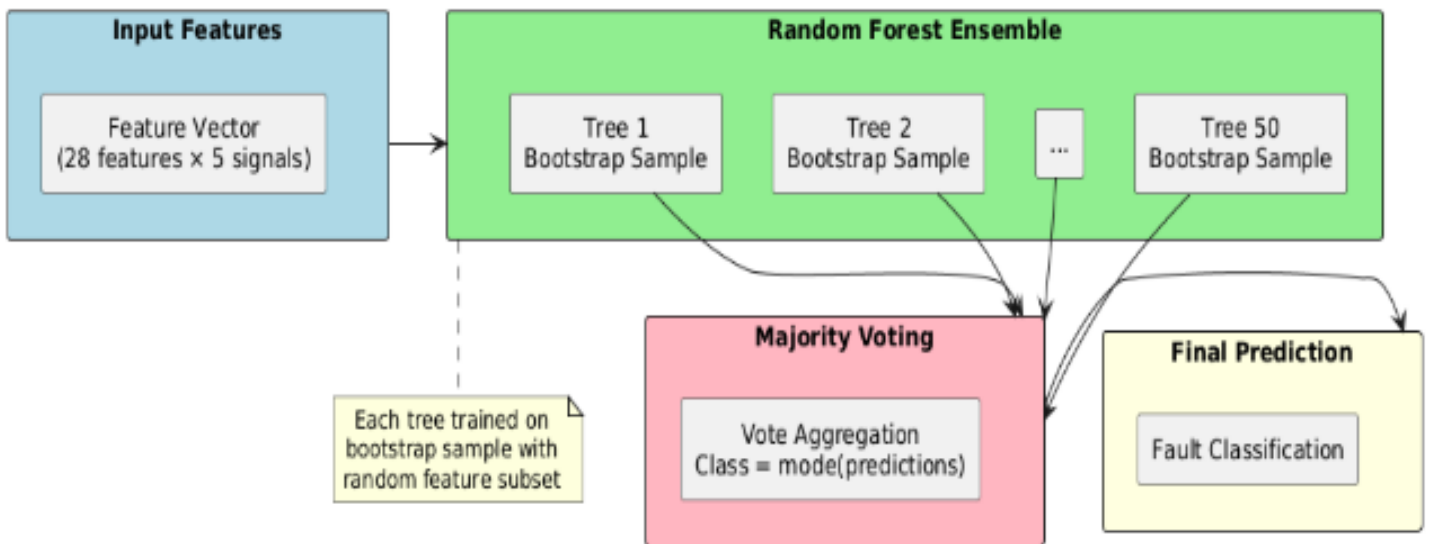 Input Features
Feature Vector
(28 features × 5 signals)
Random Forest Ensemble
Tree 1
Bootstrap Sample
Tree 2
Bootstrap Sample
...
Tree 50
Bootstrap Sample
Each tree trained on
bootstrap sample with
random feature subset
Majority Voting
Vote Aggregation
Class = mode(predictions)
Final Prediction
Fault Classification